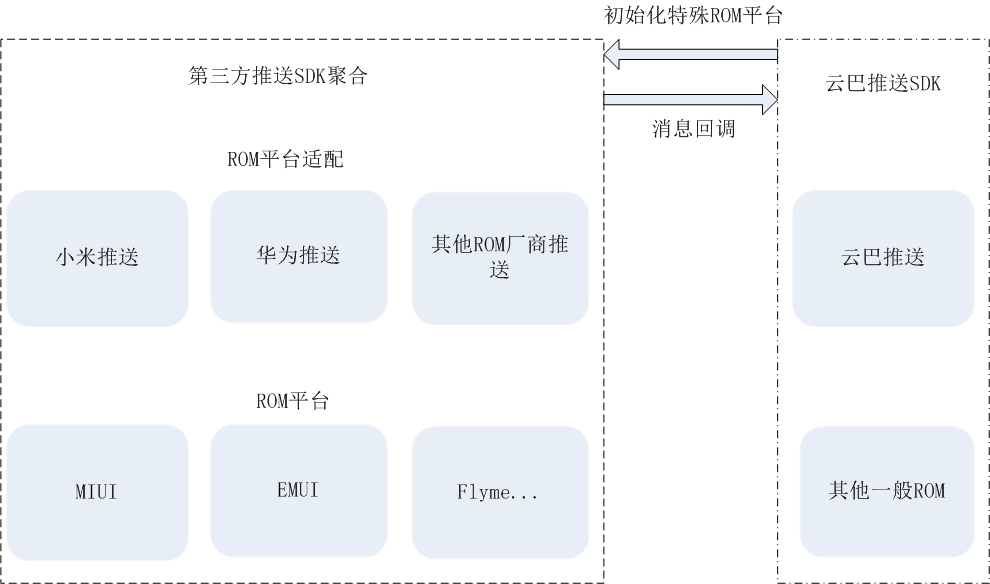 初始化特殊ROM平台
第三方推送SDK聚合
云巴推送SDK
消息回调
ROM平台适配
小米推送
华为推送
其他ROM厂商推
送
云巴推送
ROM平台
MIUI
EMUI
Flyme...
其他一般ROM